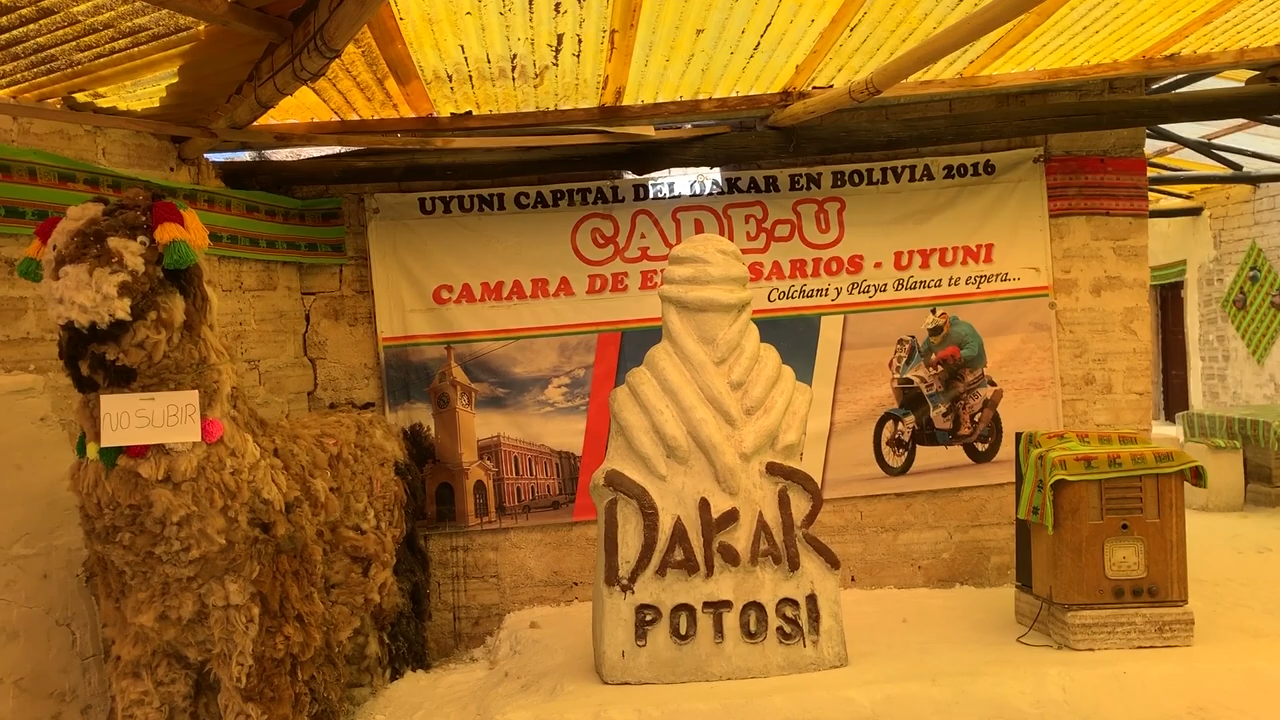 UYUNI CAPITAL DEL DAKAR EN BOLIVIA 2016
CADE-U
CAMARA DE SARIOS - UYUNI
Colchani y Playa Blanca te espera...
NO SUBIR
DAKAR
POTOSI